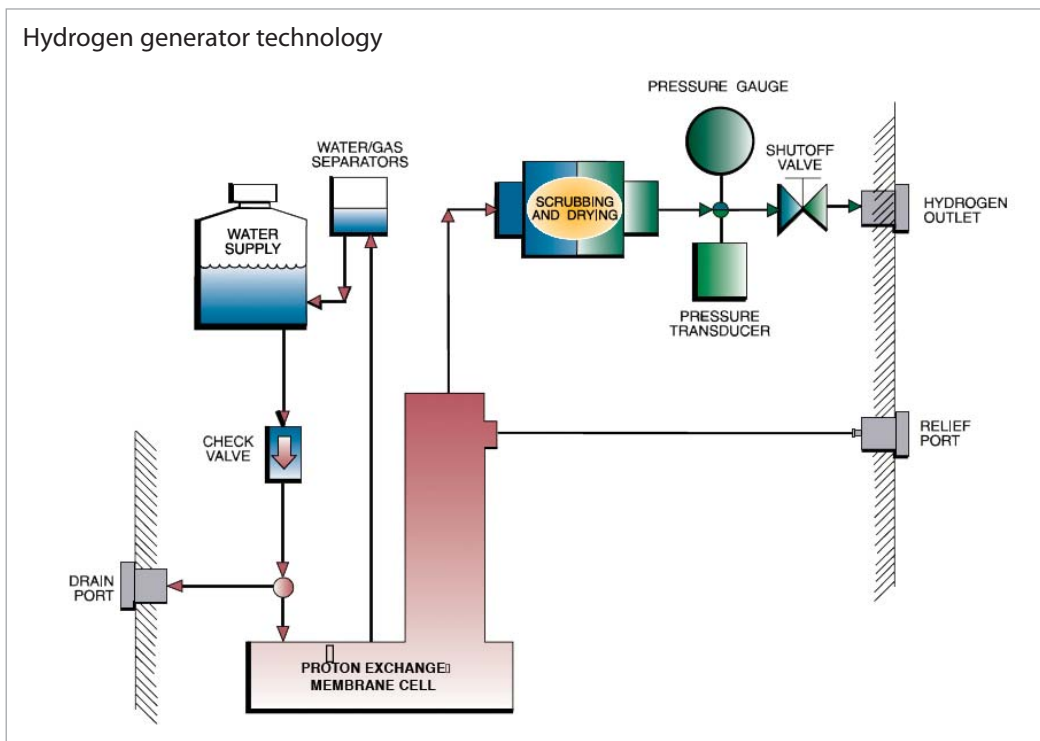 Hydrogen generator technology
PRESSURE GAUGE
WATER/GAS
SEPARATORS
SHUTOFF
VALVE
WATER
SUPPLY
SCRUBBING
AND DRYING
HYDROGEN
OUTLET
PRESSURE
TRANSDUCER
CHECK
VALVE
RELIEF
PORT
DRAIN
PORT
PROTON EXCHANGE
MEMBRANE CELL